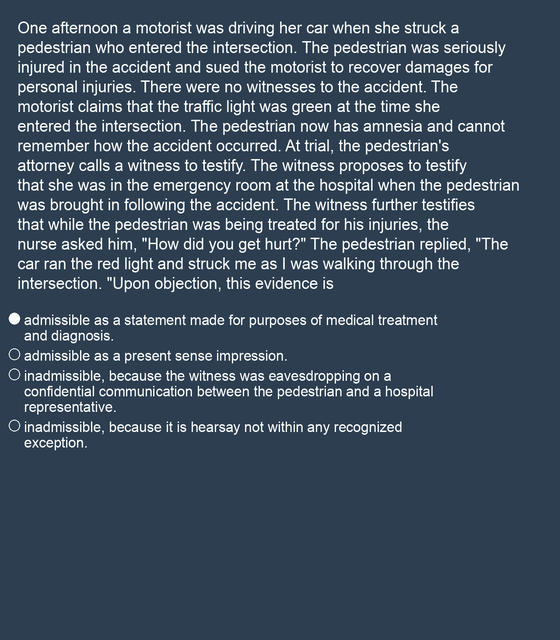 One afternoon a motorist was driving her car when she struck a
pedestrian who entered the intersection. The pedestrian was seriously
injured in the accident and sued the motorist to recover damages for
personal injuries. There were no witnesses to the accident. The
motorist claims that the traffic light was green at the time she
entered the intersection. The pedestrian now has amnesia and cannot
remember how the accident occurred. At trial, the pedestrian's
attorney calls a witness to testify. The witness proposes to testify
that she was in the emergency room at the hospital when the pedestrian
was brought in following the accident. The witness further testifies
that while the pedestrian was being treated for his injuries, the
nurse asked him, "How did you get hurt?" The pedestrian replied, "The
car ran the red light and struck me as I was walking through the
intersection. "Upon objection, this evidence is
admissible as a statement made for purposes of medical treatment
and diagnosis.
admissible as a present sense impression.
inadmissible, because the witness was eavesdropping on a
confidential communication between the pedestrian and a hospital
representative.
inadmissible, because it is hearsay not within any recognized
exception.